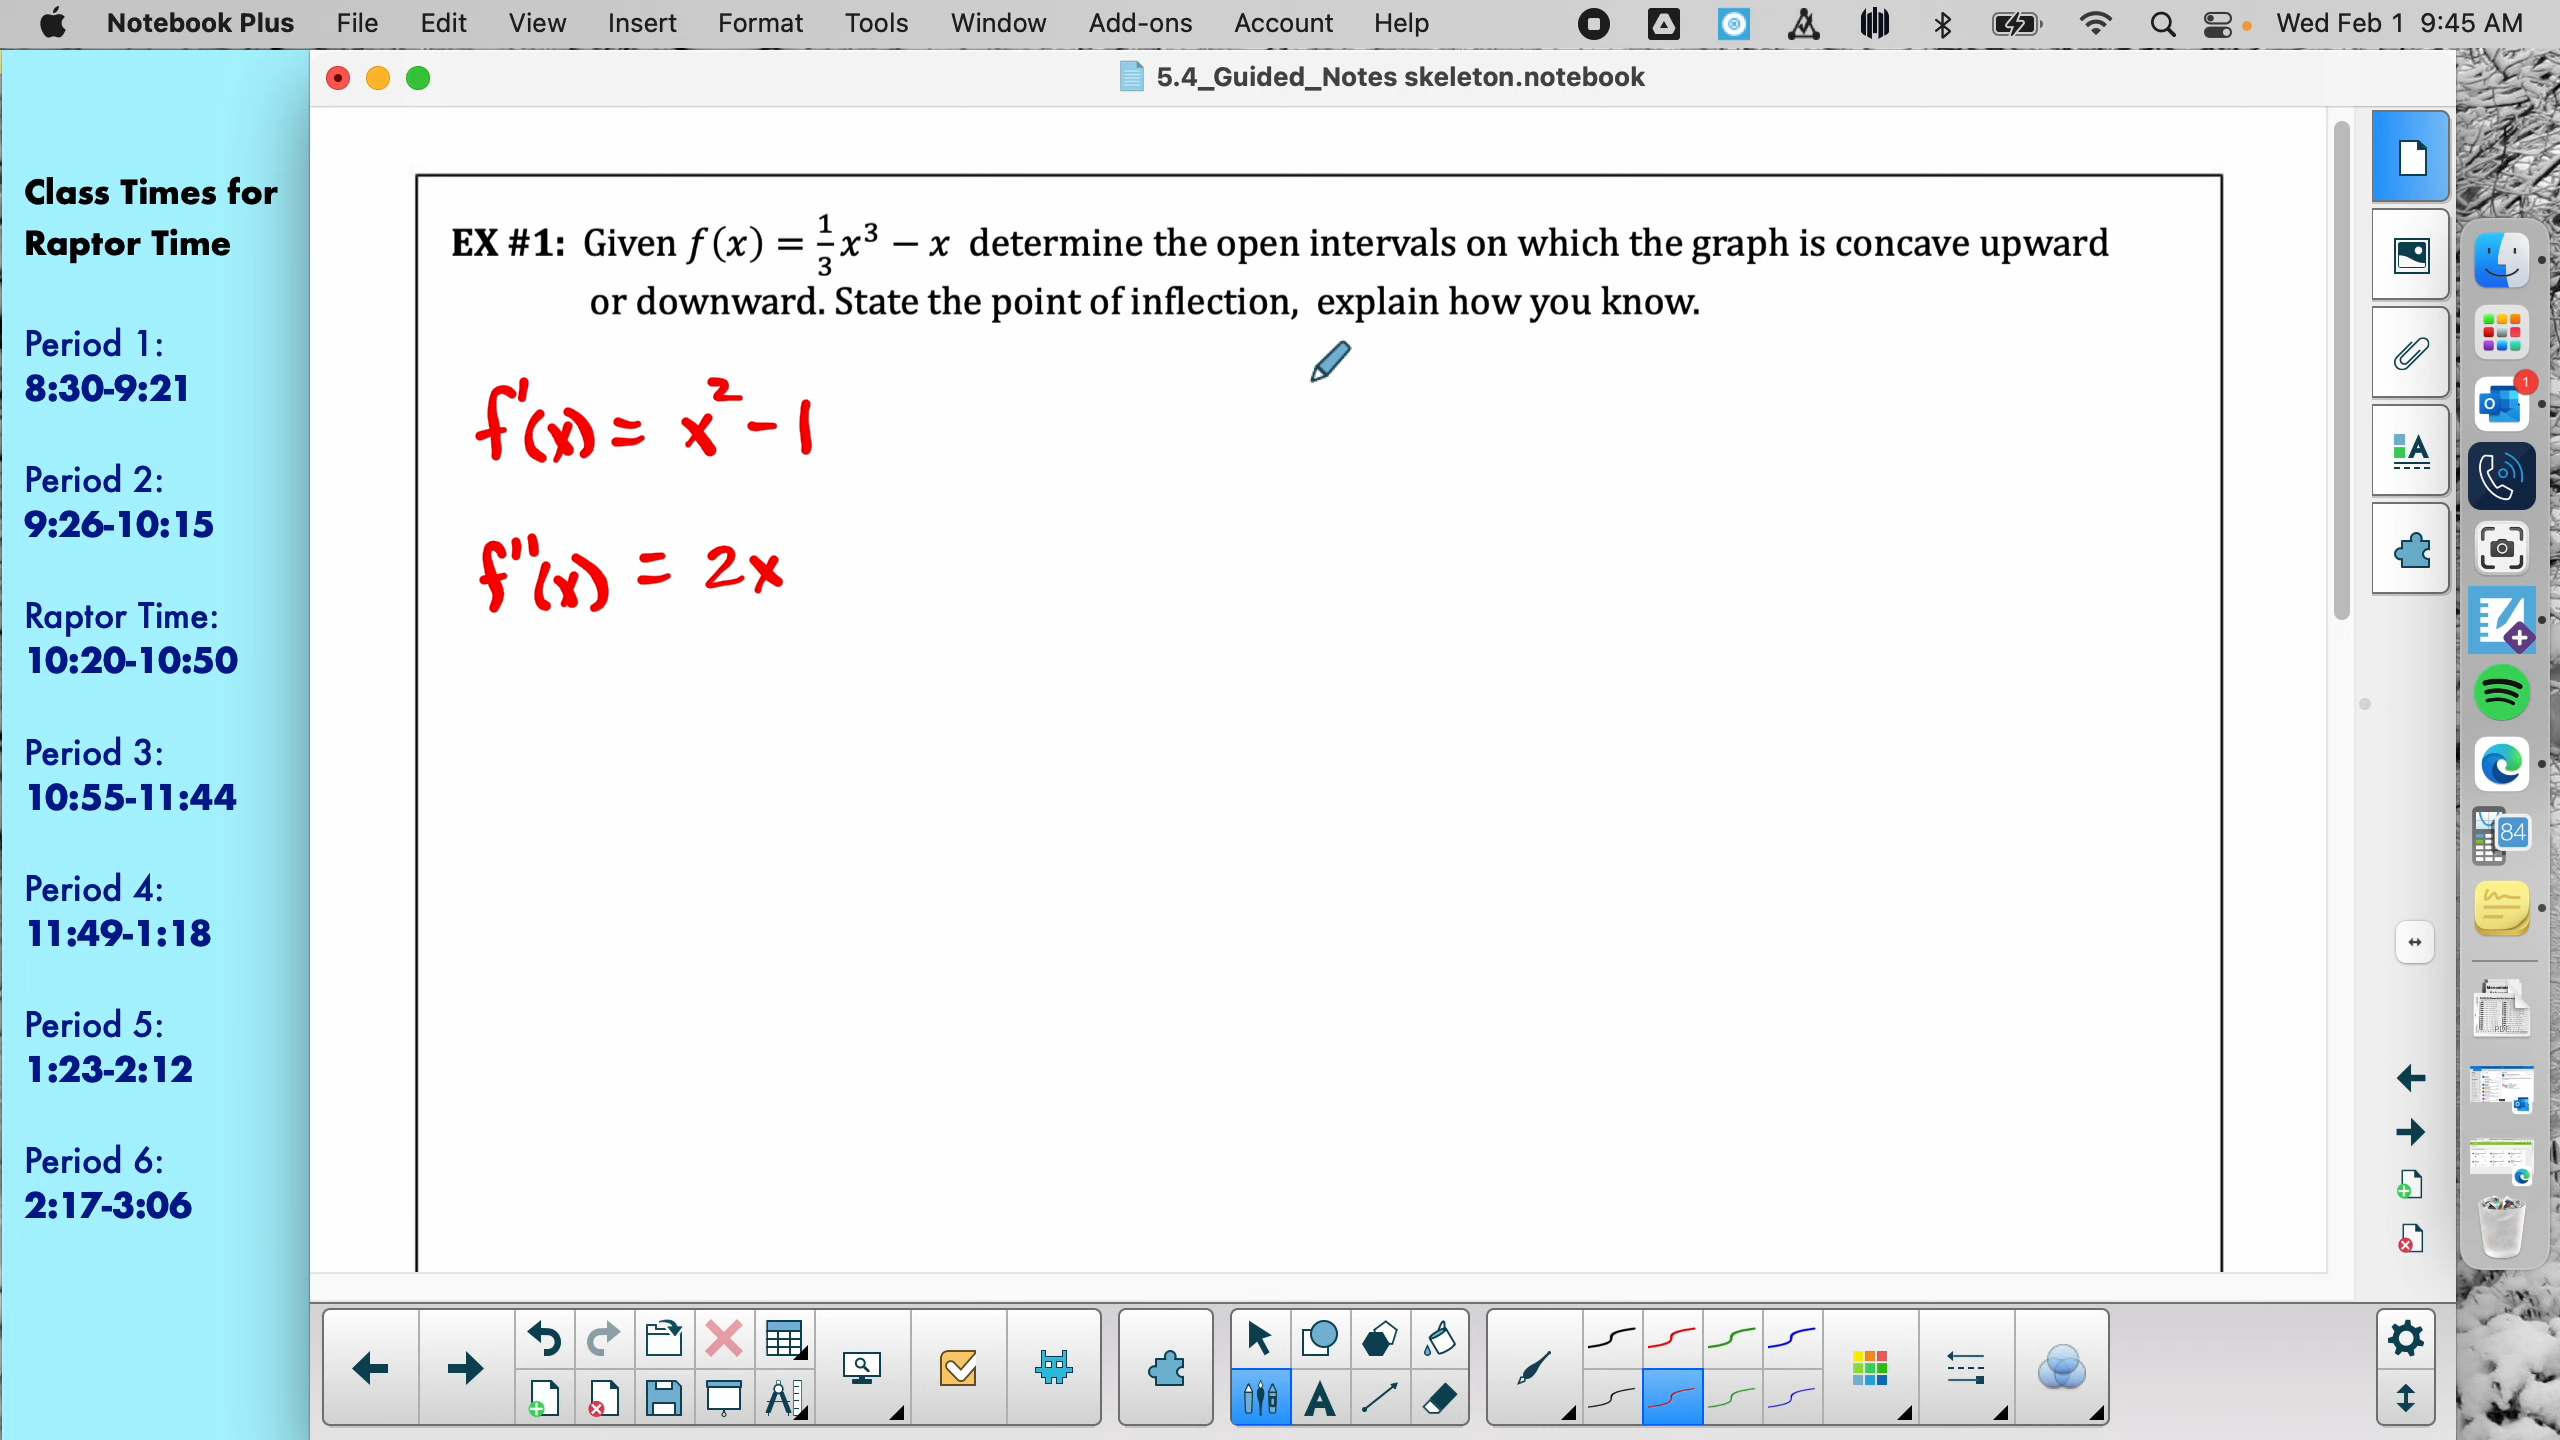 Notebook Plus File Edit View Insert Format Tools Window Add-ons Account Help Wed Feb 1 9:45 AM
5.4_Guided_Notes skeleton.notebook
Class Times for
Raptor Time
Period 1:
8:30-9:21
Period 2:
9:26-10:15
Raptor Time:
10:20-10:50
Period 3:
10:55-11:44
Period 4:
11:49-1:18
Period 5:
1:23-2:12
Period 6:
2:17-3:06
EX #1: Given f(x) = 1/3 x³ − x determine the open intervals on which the graph is concave upward
or downward. State the point of inflection, explain how you know.
f'(x) = x² - 1
f''(x) = 2x
1
84